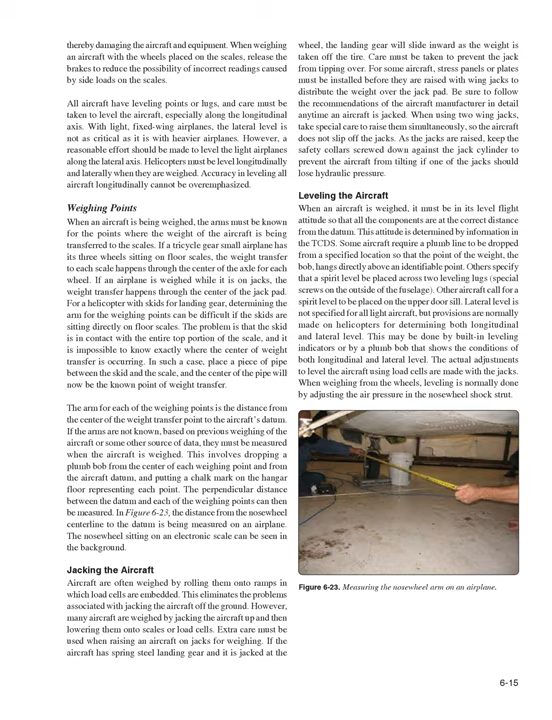 thereby damaging the aircraft and equipment. When weighing
an aircraft with the wheels placed on the scales, release the
brakes to reduce the possibility of incorrect readings caused
by side loads on the scales.
All aircraft have leveling points or lugs, and care must be
taken to level the aircraft, especially along the longitudinal
axis. With light, fixed-wing airplanes, the lateral level is
not as critical as it is with heavier airplanes. However, a
reasonable effort should be made to level the light airplanes
along the lateral axis. Helicopters must be level longitudinally
and laterally when they are weighed. Accuracy in leveling all
aircraft longitudinally cannot be overemphasized.
Weighing Points
When an aircraft is being weighed, the arms must be known
for the points where the weight of the aircraft is being
transferred to the scales. If a tricycle gear small airplane has
its three wheels sitting on floor scales, the weight transfer
to each scale happens through the center of the axle for each
wheel. If an airplane is weighed while it is on jacks, the
weight transfer happens through the center of the jack pad.
For a helicopter with skids for landing gear, determining the
arm for the weighing points can be difficult if the skids are
sitting directly on floor scales. The problem is that the skid
is in contact with the entire top portion of the scale, and it
is impossible to know exactly where the center of weight
transfer is occurring. In such a case, place a piece of pipe
between the skid and the scale, and the center of the pipe will
now be the known point of weight transfer.
The arm for each of the weighing points is the distance from
the center of the weight transfer point to the aircraft's datum.
If the arms are not known, based on previous weighing of the
aircraft or some other source of data, they must be measured
when the aircraft is weighed. This involves dropping a
plumb bob from the center of each weighing point and from
the aircraft datum, and putting a chalk mark on the hangar
floor representing each point. The perpendicular distance
between the datum and each of the weighing points can then
be measured. In Figure 6-23, the distance from the nosewheel
centerline to the datum is being measured on an airplane.
The nosewheel sitting on an electronic scale can be seen in
the background.
Jacking the Aircraft
Aircraft are often weighed by rolling them onto ramps in
which load cells are embedded. This eliminates the problems
associated with jacking the aircraft off the ground. However,
many aircraft are weighed by jacking the aircraft up and then
lowering them onto scales or load cells. Extra care must be
used when raising an aircraft on jacks for weighing. If the
aircraft has spring steel landing gear and it is jacked at the
wheel, the landing gear will slide inward as the weight is
taken off the tire. Care must be taken to prevent the jack
from tipping over. For some aircraft, stress panels or plates
must be installed before they are raised with wing jacks to
distribute the weight over the jack pad. Be sure to follow
the recommendations of the aircraft manufacturer in detail
anytime an aircraft is jacked. When using two wing jacks,
take special care to raise them simultaneously, so the aircraft
does not slip off the jacks. As the jacks are raised, keep the
safety collars screwed down against the jack cylinder to
prevent the aircraft from tilting if one of the jacks should
lose hydraulic pressure.
Leveling the Aircraft
When an aircraft is weighed, it must be in its level flight
attitude so that all the components are at the correct distance
from the datum. This attitude is determined by information in
the TCDS. Some aircraft require a plumb line to be dropped
from a specified location so that the point of the weight, the
bob, hangs directly above an identifiable point. Others specify
that a spirit level be placed across two leveling lugs (special
screws on the outside of the fuselage). Other aircraft call for a
spirit level to be placed on the upper door sill. Lateral level is
not specified for all light aircraft, but provisions are normally
made on helicopters for determining both longitudinal
and lateral level. This may be done by built-in leveling
indicators or by a plumb bob that shows the conditions of
both longitudinal and lateral level. The actual adjustments
to level the aircraft using load cells are made with the jacks.
When weighing from the wheels, leveling is normally done
by adjusting the air pressure in the nosewheel shock strut.
Figure 6-23. Measuring the nosewheel arm on an airplane.
6-15